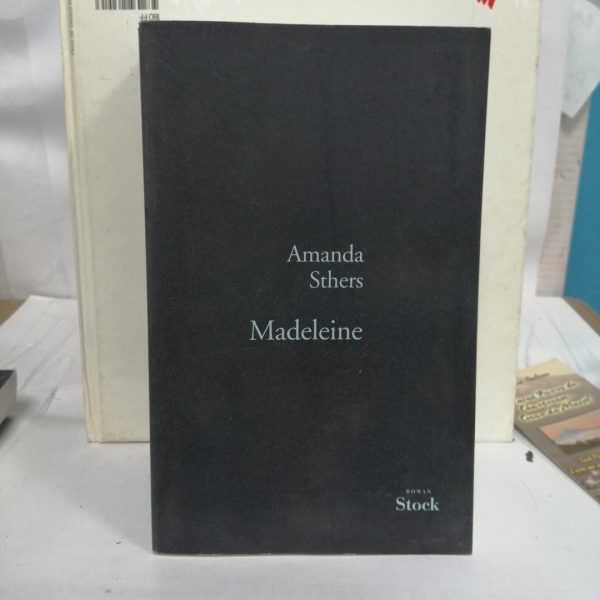 Amanda
Sthers
Madeleine
ROMAN
Stock